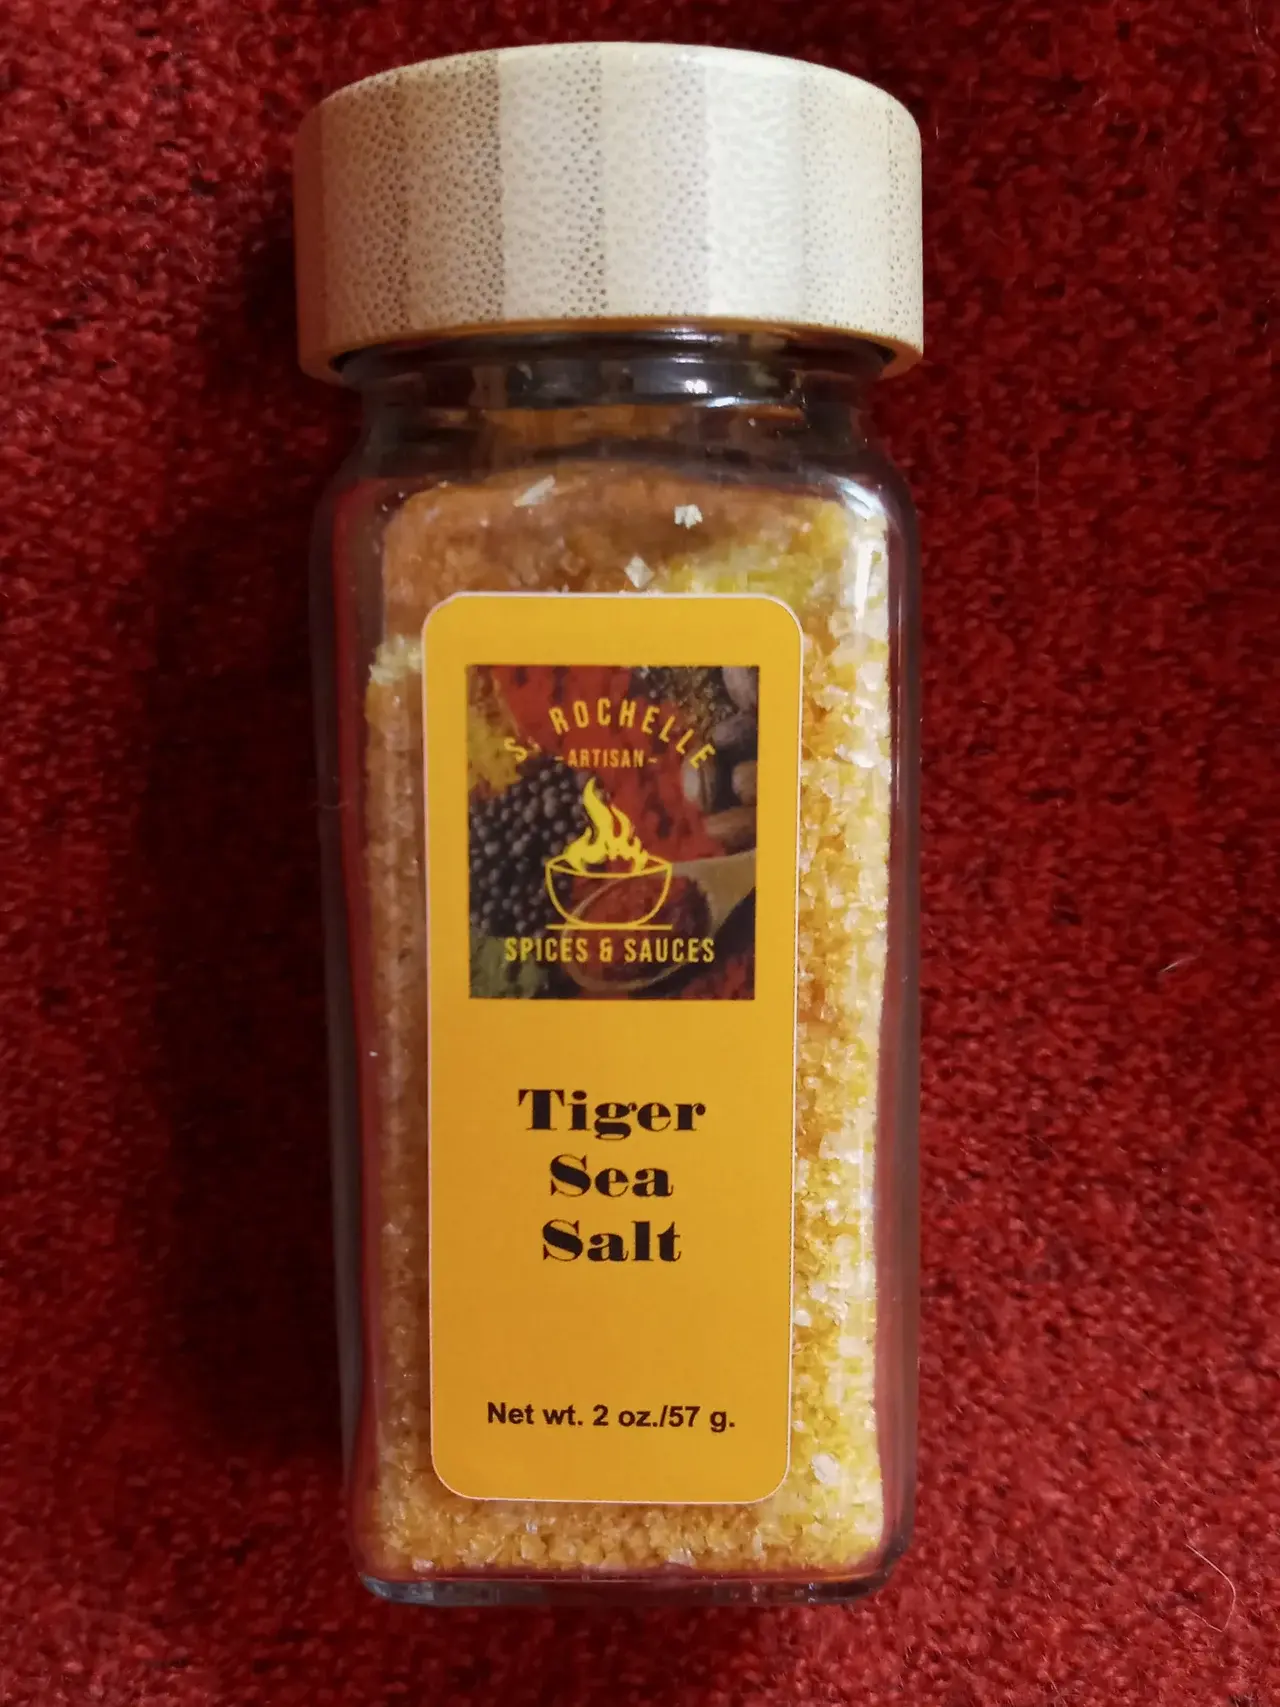 S. ROCHELLE
-ARTISAN-
SPICES & SAUCES
Tiger
Sea
Salt
Net wt. 2 oz./57 g.